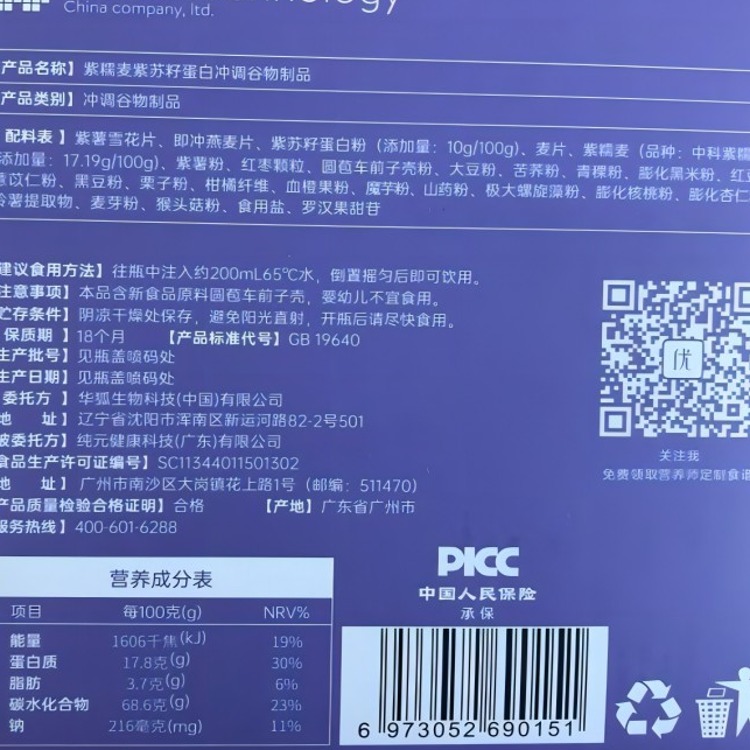 China company, ltd.
产品名称】紫糯麦紫苏籽蛋白冲调谷物制品
产品类别】冲调谷物制品
配料表】紫薯雪花片、即冲燕麦片、紫苏籽蛋白粉（添加量：10g/100g）、麦片、紫糯麦（品种：中科紫糯
添加量：17.19g/100g）、紫薯粉、红枣颗粒、圆苞车前子壳粉、大豆粉、苦荞粉、青稞粉、膨化黑米粉、红豆
薏苡仁粉、黑豆粉、栗子粉、柑橘纤维、血橙果粉、魔芋粉、山药粉、极大螺旋藻粉、膨化核桃粉、膨化杏仁
铃薯提取物、麦芽粉、猴头菇粉、食用盐、罗汉果甜苷
建议食用方法】往瓶中注入约200mL65℃水，倒置摇匀后即可饮用。
注意事项】本品含新食品原料圆苞车前子壳，婴幼儿不宜食用。
贮存条件】阴凉干燥处保存，避免阳光直射，开瓶后请尽快食用。
保质期】18个月 【产品标准代号】GB 19640
生产批号】见瓶盖喷码处
生产日期】见瓶盖喷码处
委托方】华狐生物科技(中国)有限公司
地 址】辽宁省沈阳市浑南区新运河路82-2号501
被委托方】纯元健康科技(广东)有限公司
食品生产许可证编号】SC11344011501302
地 址】广州市南沙区大岗镇花上路1号（邮编：511470）
产品质量检验合格证明】合格 【产地】广东省广州市
服务热线】400-601-6288
优
关注我
免费领取营养师定制食谱
营养成分表
项目 每100克(g) NRV%
能量 1606千焦(kJ) 19%
蛋白质 17.8克(g) 30%
脂肪 3.7克(g) 6%
碳水化合物 68.6克(g) 23%
钠 216毫克(mg) 11%
PICC
中国人民保险
承保
6 973052 690151